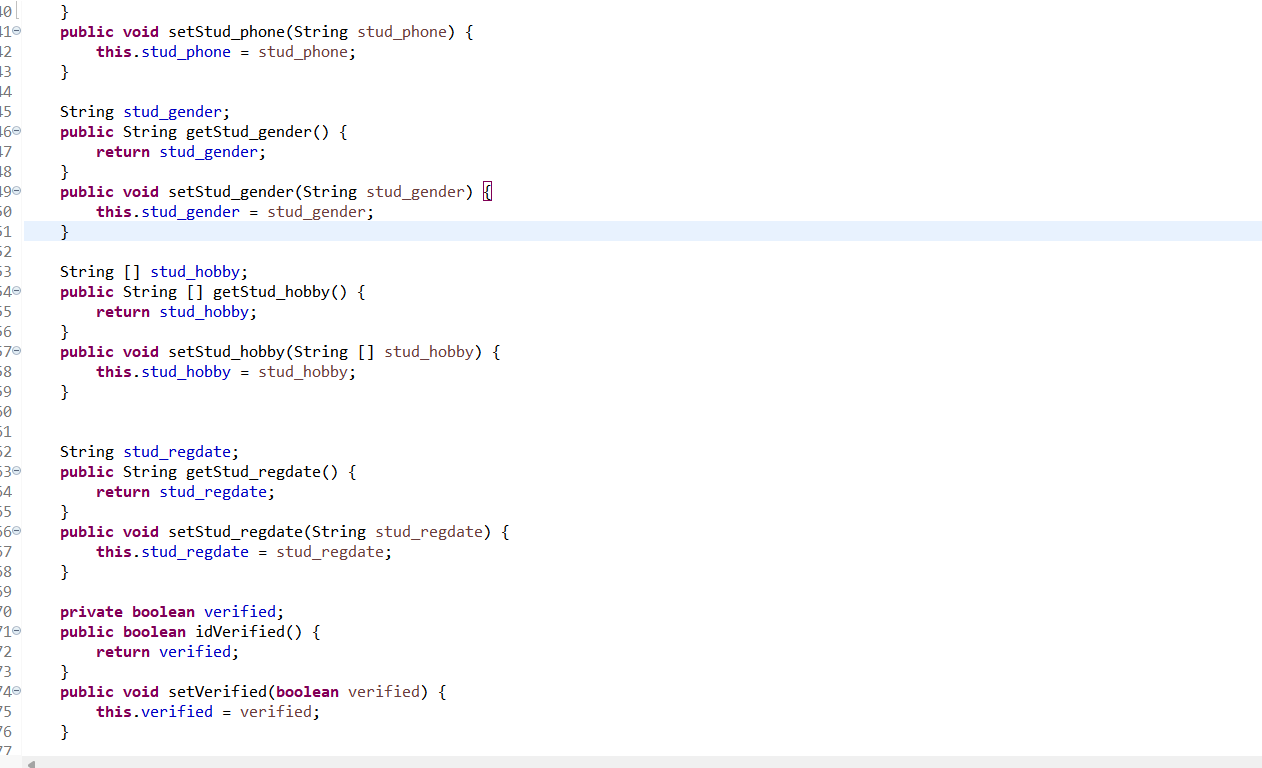 40 }
41 public void setStud_phone(String stud_phone) {
42 this.stud_phone = stud_phone;
43 }
44
45 String stud_gender;
46 public String getStud_gender() {
47 return stud_gender;
48 }
49 public void setStud_gender(String stud_gender) {
50 this.stud_gender = stud_gender;
51 }
52
53 String [] stud_hobby;
54 public String [] getStud_hobby() {
55 return stud_hobby;
56 }
57 public void setStud_hobby(String [] stud_hobby) {
58 this.stud_hobby = stud_hobby;
59 }
60
61
62 String stud_regdate;
63 public String getStud_regdate() {
64 return stud_regdate;
65 }
66 public void setStud_regdate(String stud_regdate) {
67 this.stud_regdate = stud_regdate;
68 }
69
70 private boolean verified;
71 public boolean idVerified() {
72 return verified;
73 }
74 public void setVerified(boolean verified) {
75 this.verified = verified;
76 }
77